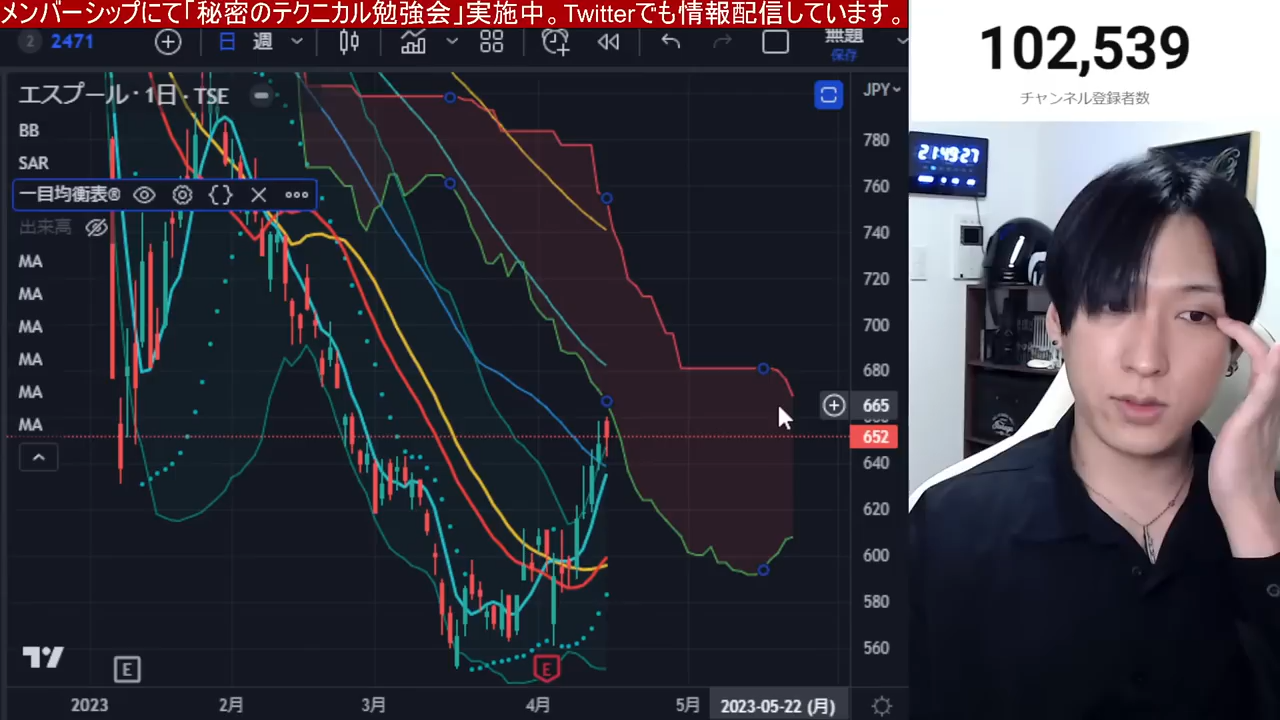 メンバーシップにて「秘密のテクニカル勉強会」実施中。Twitterでも情報配信しています。
2 2471 日 週 無題
保存
102,539
チャンネル登録者数
エスプール · 1日 · TSE
JPY
BB
SAR
一目均衡表®
出来高
MA
MA
MA
MA
MA
MA
780
760
740
720
700
680
665
652
640
620
600
580
560
21:49:27
E
E
2023 2月 3月 4月 5月 2023-05-22 (月)